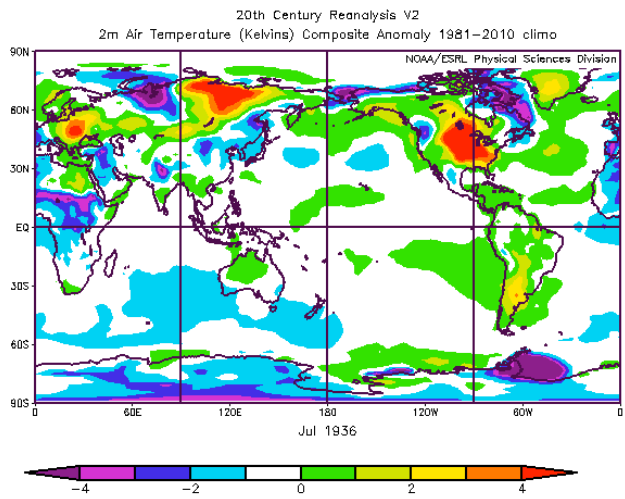 20th Century Reanalysis V2
2m Air Temperature (Kelvins) Composite Anomaly 1981-2010 climo
NOAA/ESRL Physical Sciences Division
90N
60N
30N
EQ
30S
60S
90S
0 60E 120E 180 120W 60W 0
Jul 1936
-4 -2 0 2 4